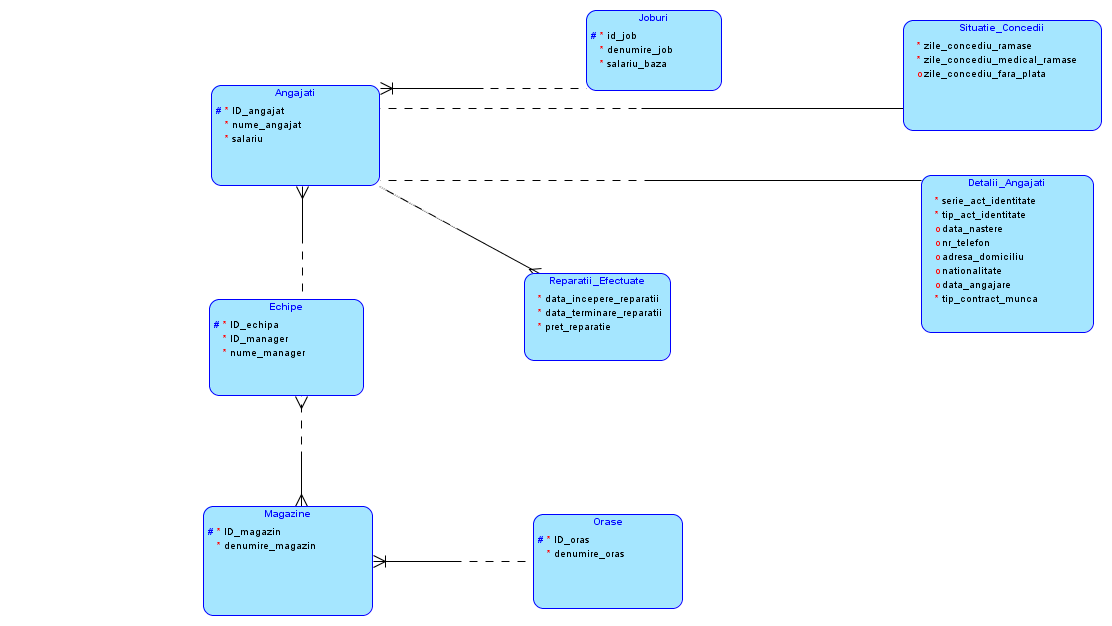 Joburi
# * id_job
* denumire_job
* salariu_baza
Situatie_Concedii
* zile_concediu_ramase
* zile_concediu_medical_ramase
o zile_concediu_fara_plata
Angajati
# * ID_angajat
* nume_angajat
* salariu
Detalii_Angajati
* serie_act_identitate
* tip_act_identitate
o data_nastere
o nr_telefon
o adresa_domiciliu
o nationalitate
o data_angajare
* tip_contract_munca
Reparatii_Efectuate
* data_incepere_reparatii
* data_terminare_reparatii
* pret_reparatie
Echipe
# * ID_echipa
* ID_manager
* nume_manager
Magazine
# * ID_magazin
* denumire_magazin
Orase
# * ID_oras
* denumire_oras